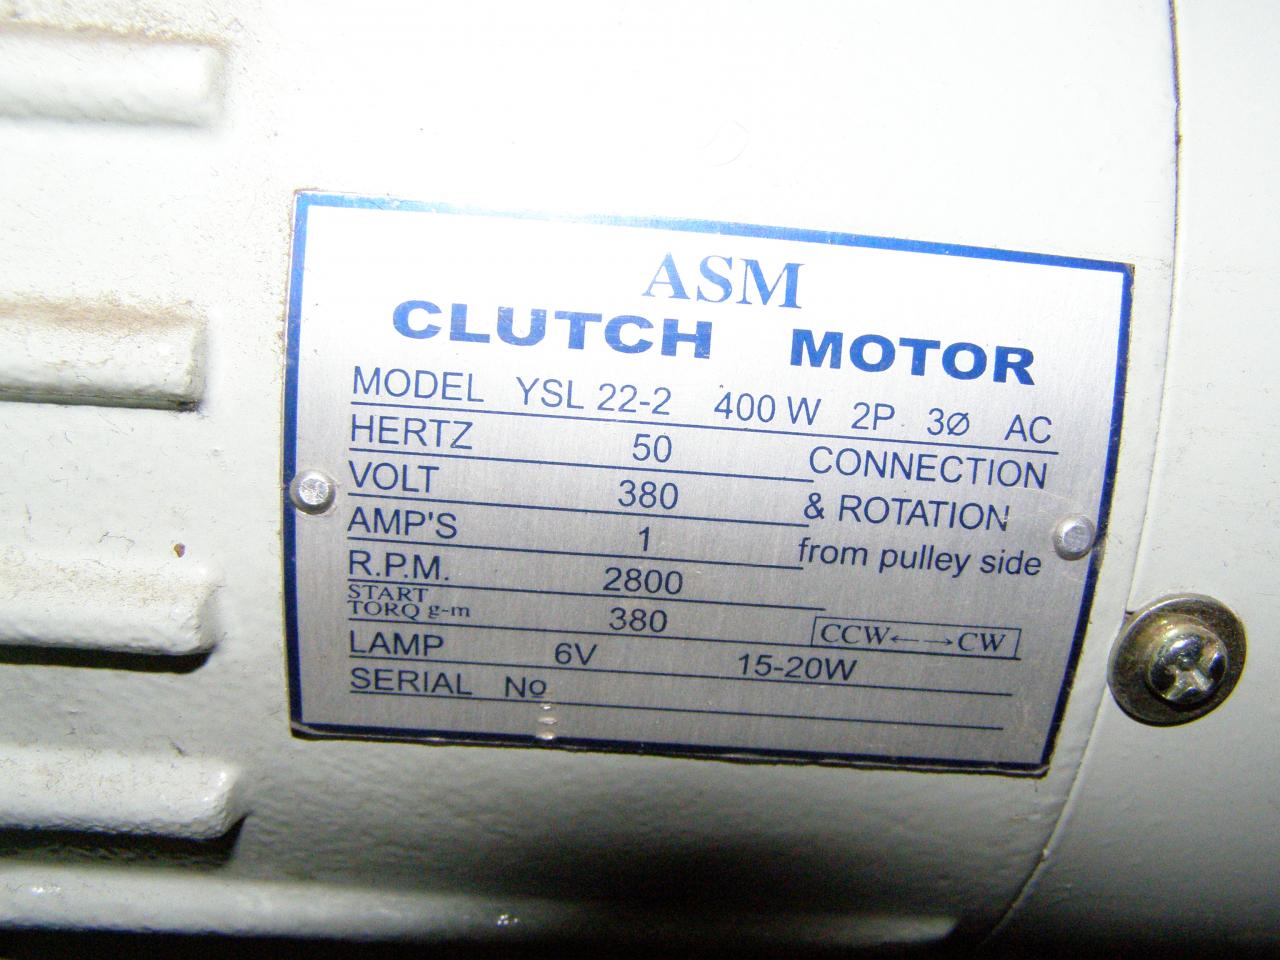 ASM
CLUTCH MOTOR
MODEL YSL 22-2 400 W 2P 3Ø AC
HERTZ 50 CONNECTION
VOLT 380 & ROTATION
AMP'S 1 from pulley side
R.P.M. 2800
START
TORQ g-m 380 CCW←→CW
LAMP 6V 15-20W
SERIAL No